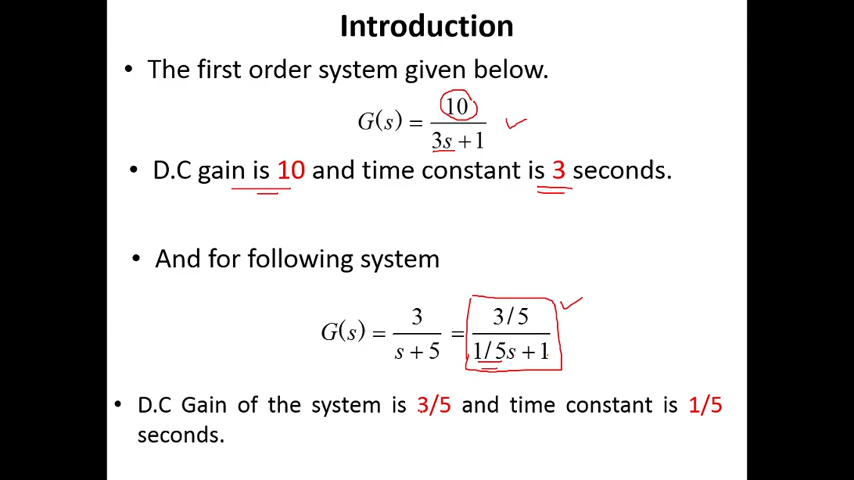 Introduction
• The first order system given below.
G(s) = 10 / 3s + 1
• D.C gain is 10 and time constant is 3 seconds.
• And for following system
G(s) = 3 / s + 5 = 3 / 5 / 1/ 5s + 1
• D.C Gain of the system is 3/5 and time constant is 1/5
seconds.